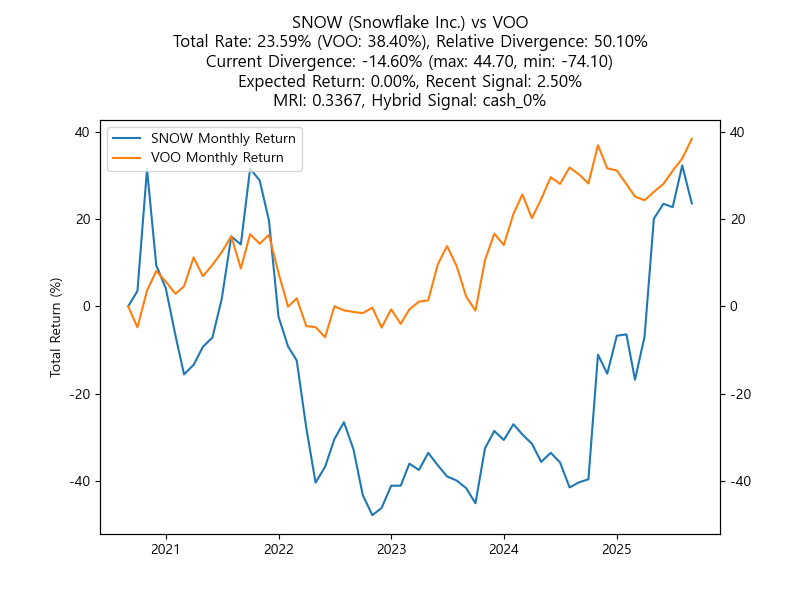 SNOW (Snowflake Inc.) vs VOO
Total Rate: 23.59% (VOO: 38.40%), Relative Divergence: 50.10%
Current Divergence: -14.60% (max: 44.70, min: -74.10)
Expected Return: 0.00%, Recent Signal: 2.50%
MRI: 0.3367, Hybrid Signal: cash_0%
SNOW Monthly Return
VOO Monthly Return
Total Return (%)
40
20
0
-20
-40
40
20
0
-20
-40
2021
2022
2023
2024
2025